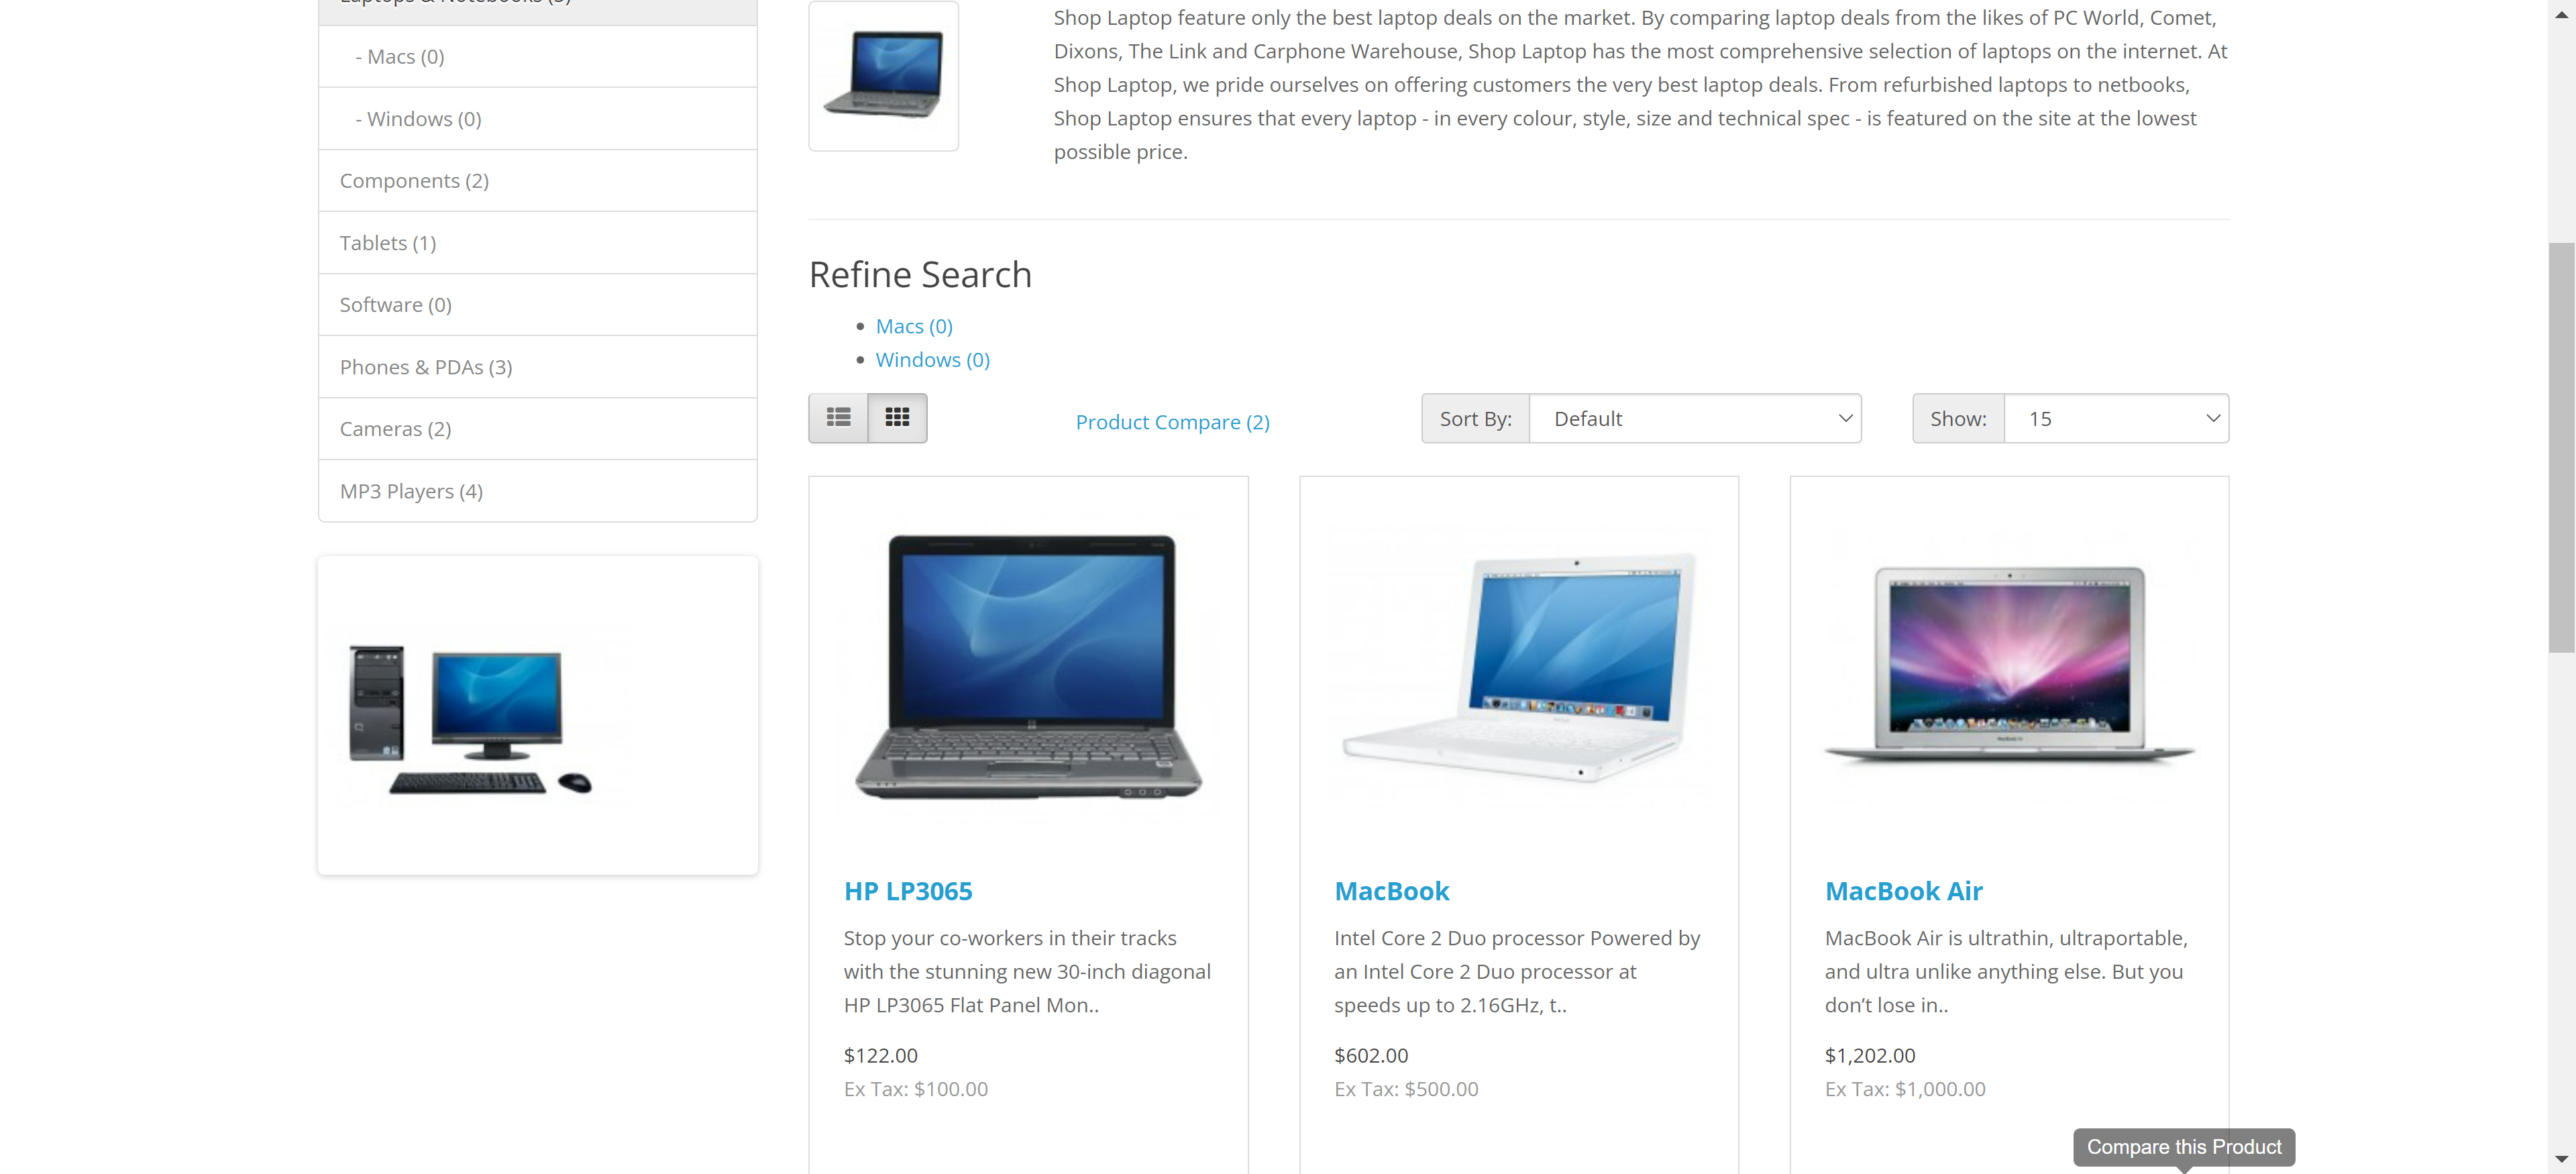 Laptops & Notebooks (5)
- Macs (0)
- Windows (0)
Components (2)
Tablets (1)
Software (0)
Phones & PDAs (3)
Cameras (2)
MP3 Players (4)
Shop Laptop feature only the best laptop deals on the market. By comparing laptop deals from the likes of PC World, Comet,
Dixons, The Link and Carphone Warehouse, Shop Laptop has the most comprehensive selection of laptops on the internet. At
Shop Laptop, we pride ourselves on offering customers the very best laptop deals. From refurbished laptops to netbooks,
Shop Laptop ensures that every laptop - in every colour, style, size and technical spec - is featured on the site at the lowest
possible price.
Refine Search
Macs (0)
Windows (0)
Product Compare (2)
Sort By: Default
Show: 15
HP LP3065
Stop your co-workers in their tracks
with the stunning new 30-inch diagonal
HP LP3065 Flat Panel Mon..
$122.00
Ex Tax: $100.00
MacBook
Intel Core 2 Duo processor Powered by
an Intel Core 2 Duo processor at
speeds up to 2.16GHz, t..
$602.00
Ex Tax: $500.00
MacBook Air
MacBook Air is ultrathin, ultraportable,
and ultra unlike anything else. But you
don’t lose in..
$1,202.00
Ex Tax: $1,000.00
Compare this Product